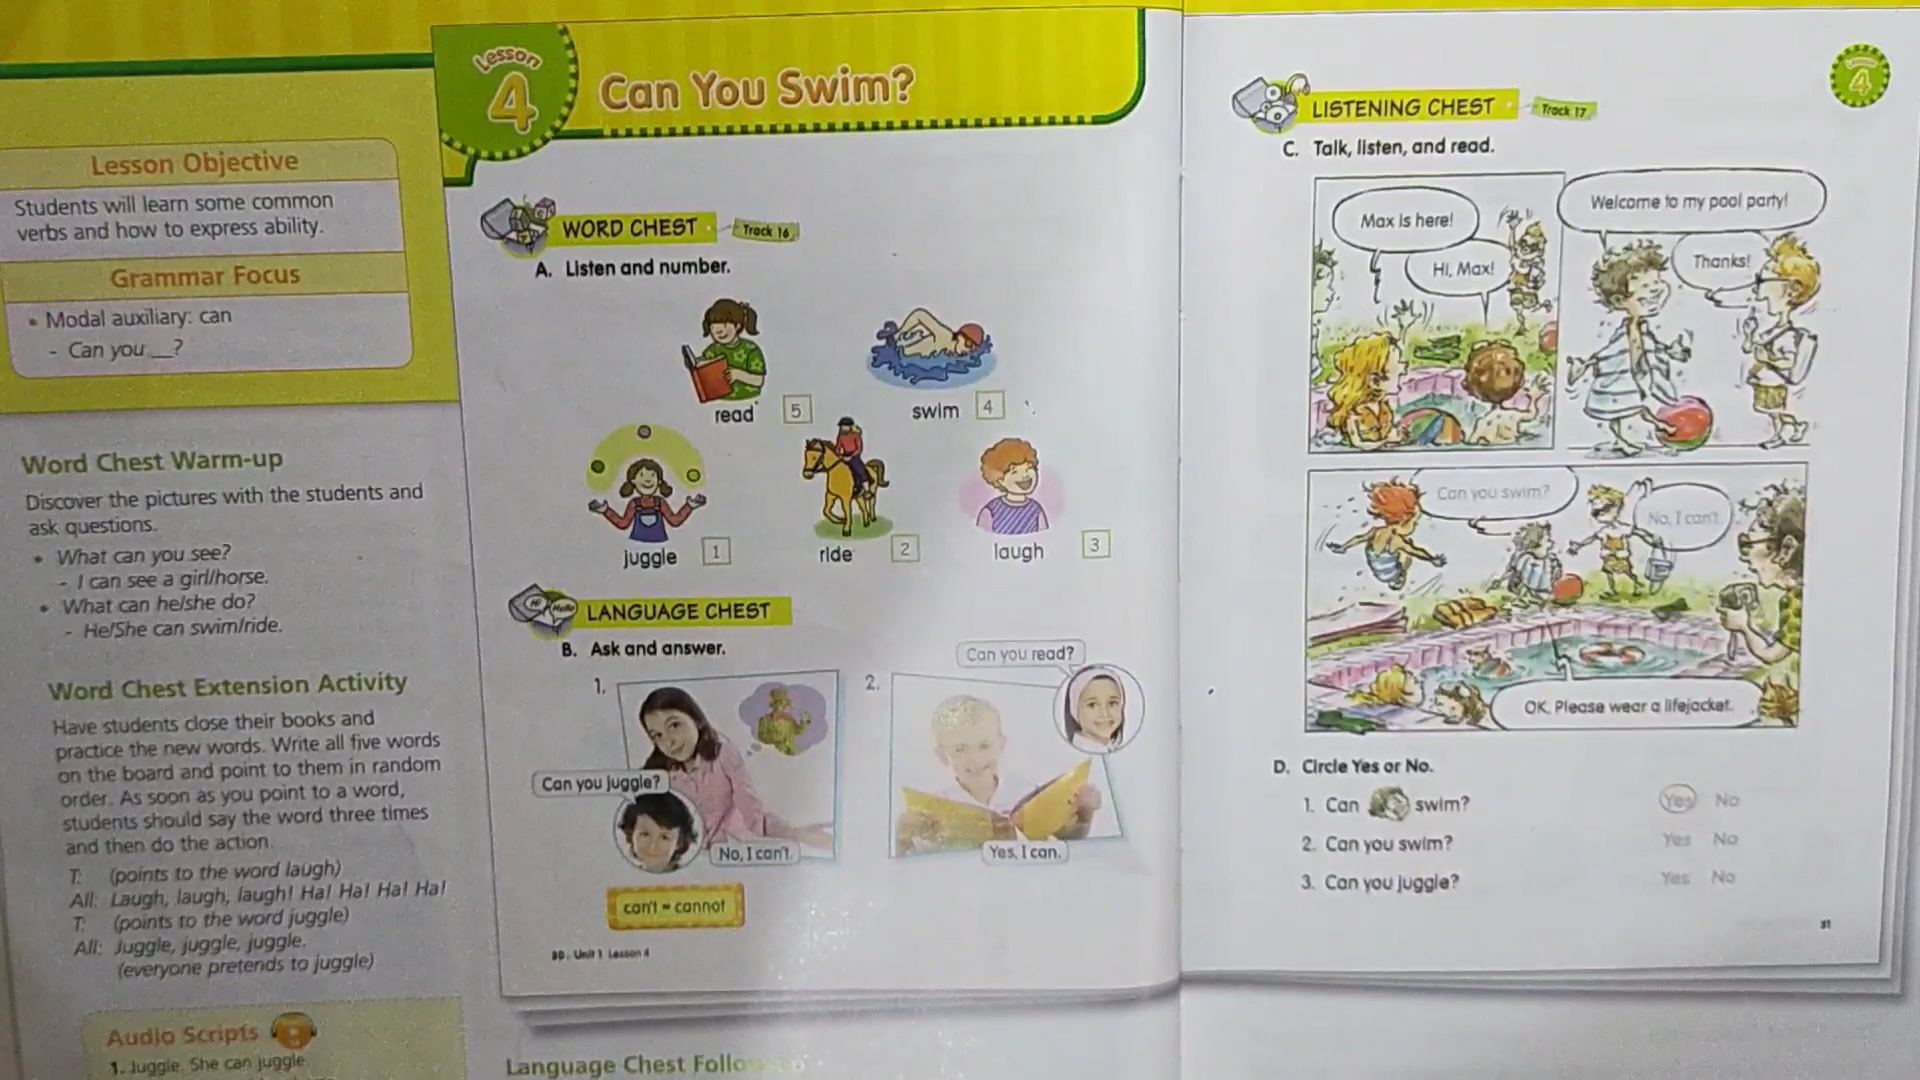 Lesson Objective
Students will learn some common
verbs and how to express ability.
Grammar Focus
• Modal auxiliary: can
- Can you __?
Word Chest Warm-up
Discover the pictures with the students and
ask questions.
• What can you see?
- I can see a girl/horse.
• What can he/she do?
- He/She can swim/ride.
Word Chest Extension Activity
Have students close their books and
practice the new words. Write all five words
on the board and point to them in random
order. As soon as you point to a word,
students should say the word three times
and then do the action.
T: (points to the word laugh)
All: Laugh, laugh, laugh! Ha! Ha! Ha! Ha!
T: (points to the word juggle)
All: Juggle, juggle, juggle.
(everyone pretends to juggle)
Audio Scripts
1. Juggle. She can juggle.
Lesson
4
Can You Swim?
WORD CHEST
Track 16
A. Listen and number.
read 5
swim 4
juggle 1
ride 2
laugh 3
LANGUAGE CHEST
Hi
Hello
B. Ask and answer.
1.
Can you juggle?
No, I can't.
2.
Can you read?
Yes, I can.
can't = cannot
30 . Unit 1 Lesson 4
Language Chest
LISTENING CHEST
Track 17
Lesson
4
C. Talk, listen, and read.
Max is here!
Hi, Max!
Welcome to my pool party!
Thanks!
Can you swim?
No, I can't.
OK. Please wear a lifejacket.
D. Circle Yes or No.
1. Can swim? Yes No
2. Can you swim? Yes No
3. Can you juggle? Yes No
31